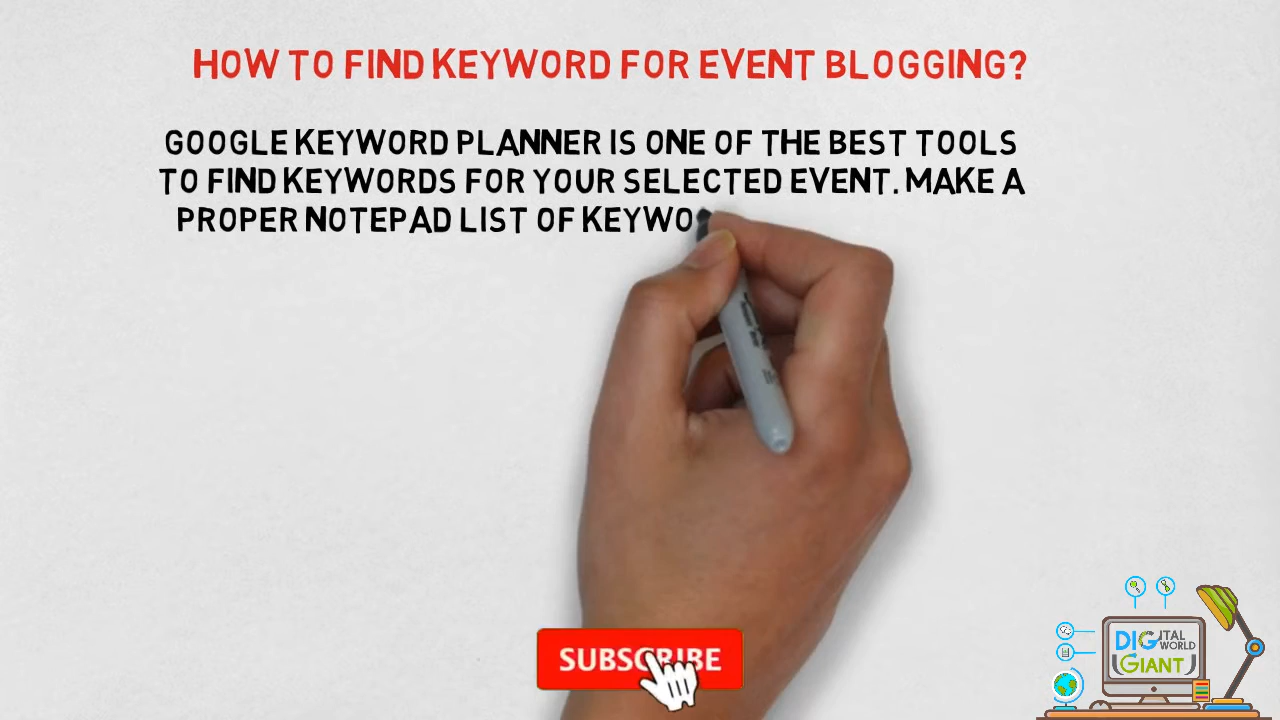 HOW TO FIND KEYWORD FOR EVENT BLOGGING?
GOOGLE KEYWORD PLANNER IS ONE OF THE BEST TOOLS
TO FIND KEYWORDS FOR YOUR SELECTED EVENT. MAKE A
PROPER NOTEPAD LIST OF KEYWO
SUBSCRIBE
DIGITAL
WORLD
GIANT